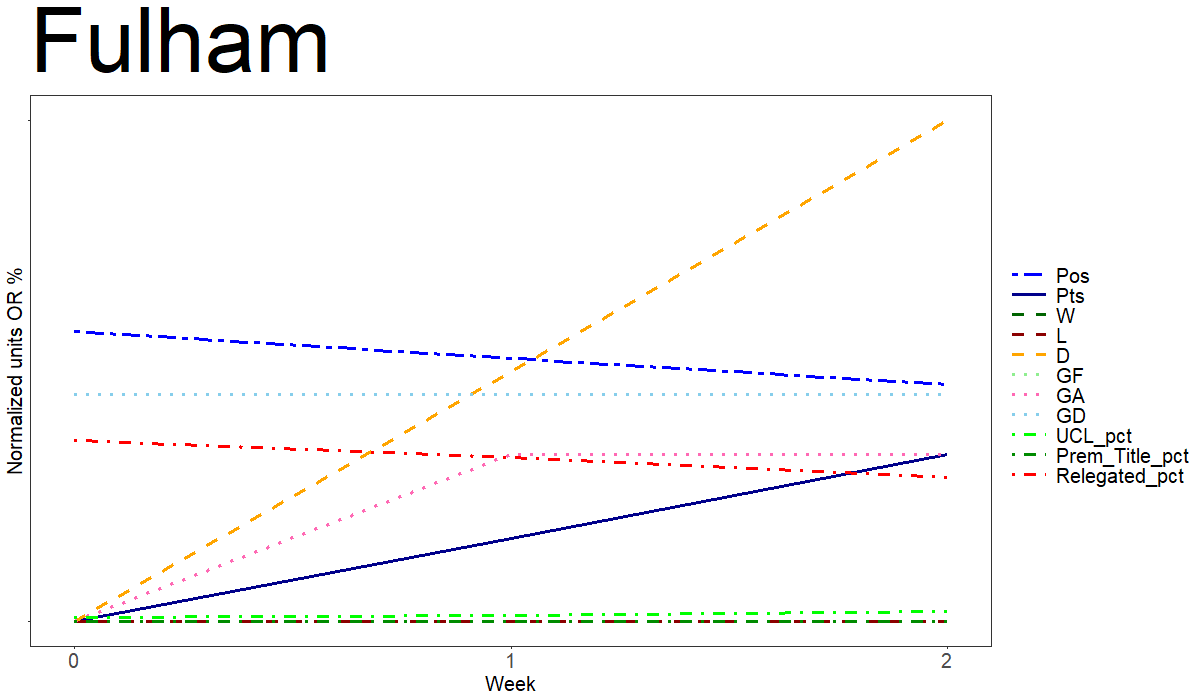 Fulham
Normalized units OR %
Pos
Pts
W
L
D
GF
GA
GD
UCL_pct
Prem_Title_pct
Relegated_pct
0
1
2
Week